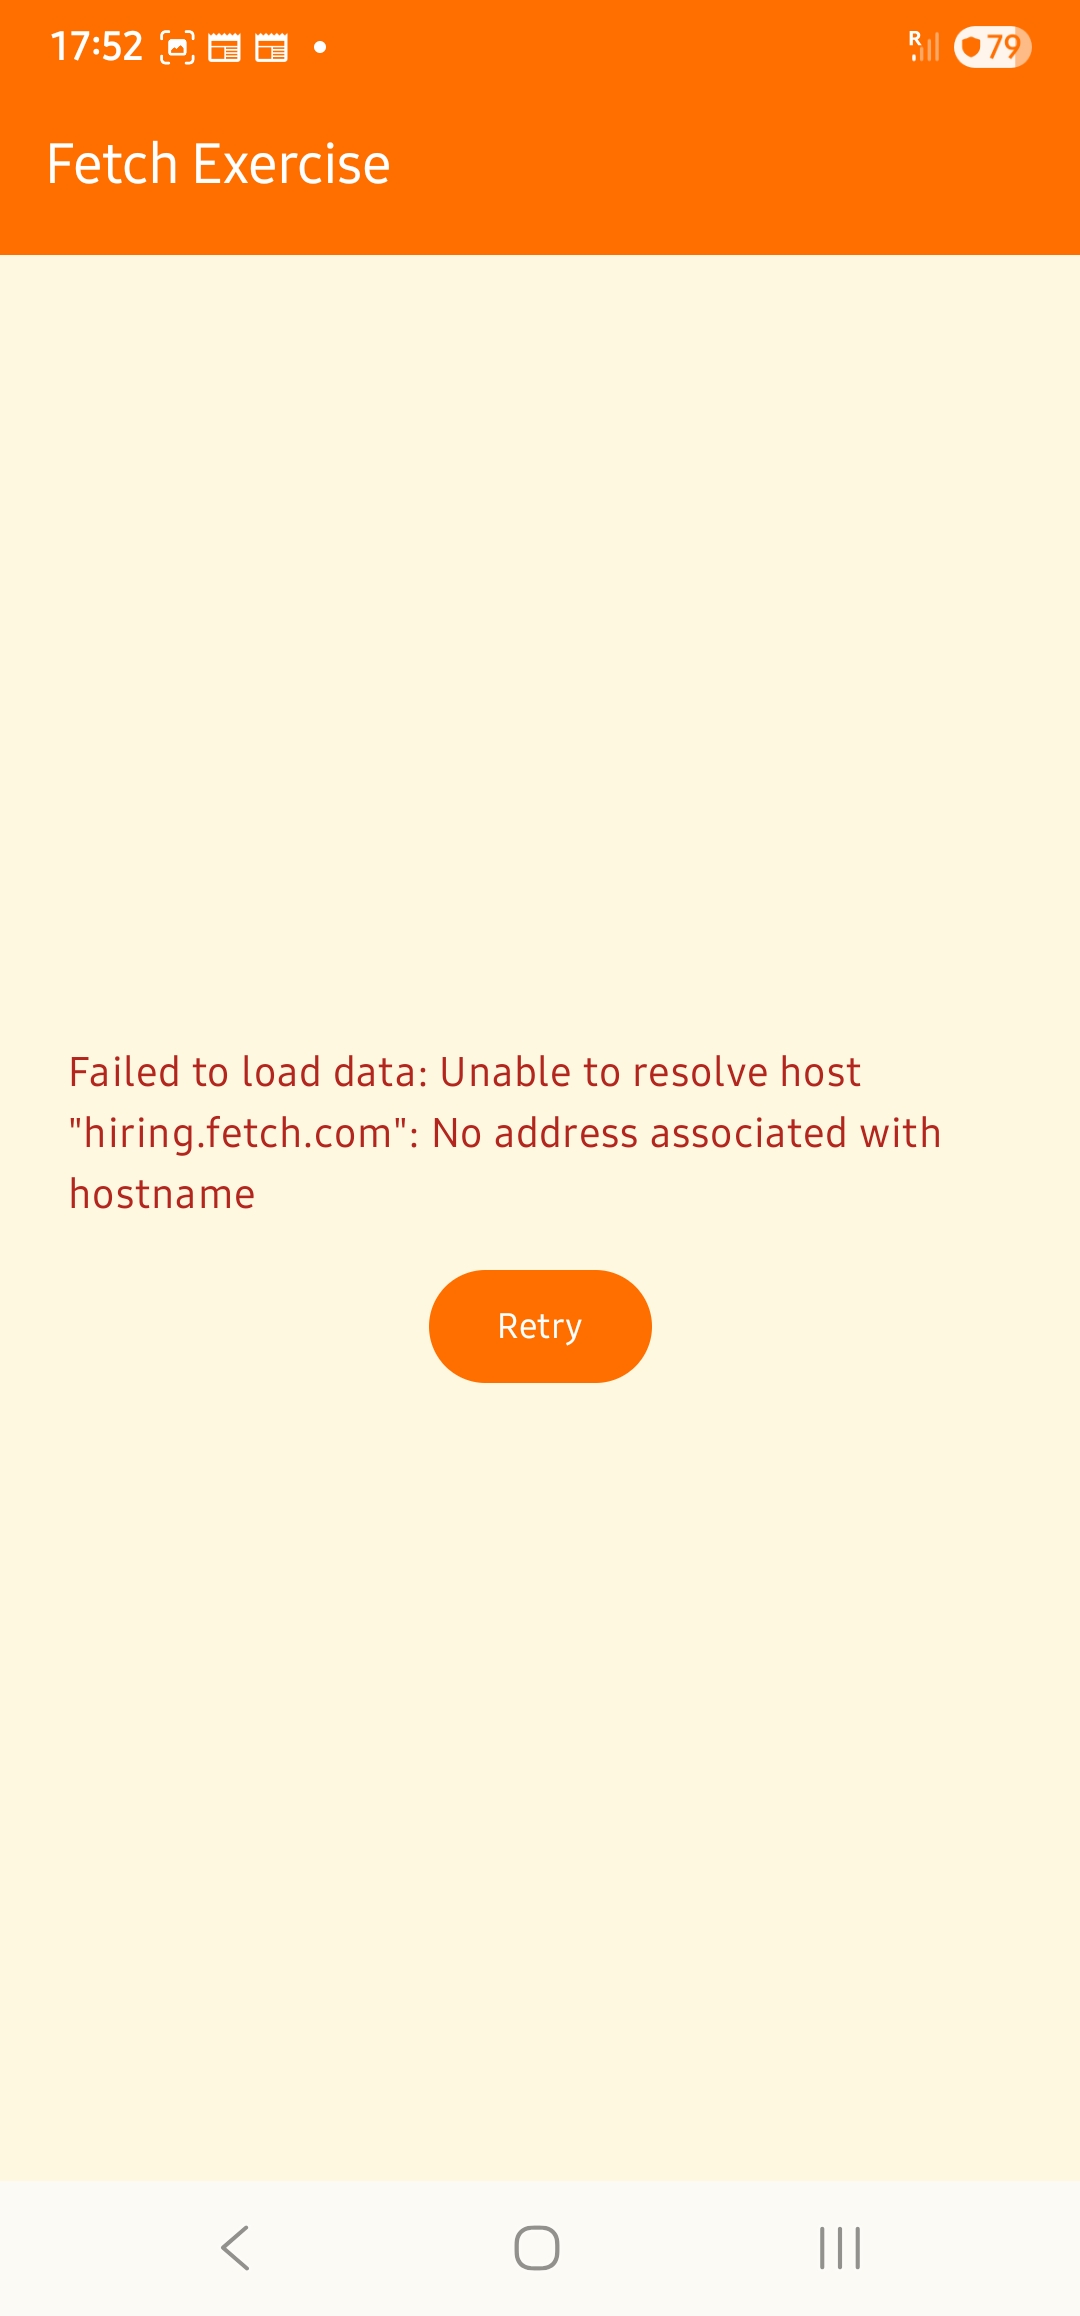 17:52
R
79
Fetch Exercise
Failed to load data: Unable to resolve host
"hiring.fetch.com": No address associated with
hostname
Retry